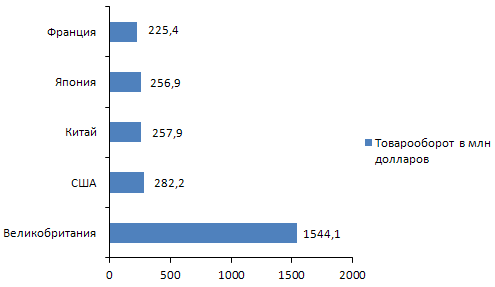 Франция
225,4
Япония
256,9
Китай
257,9
США
282,2
Великобритания
1544,1
Товарооборот в млн
долларов
0 500 1000 1500 2000